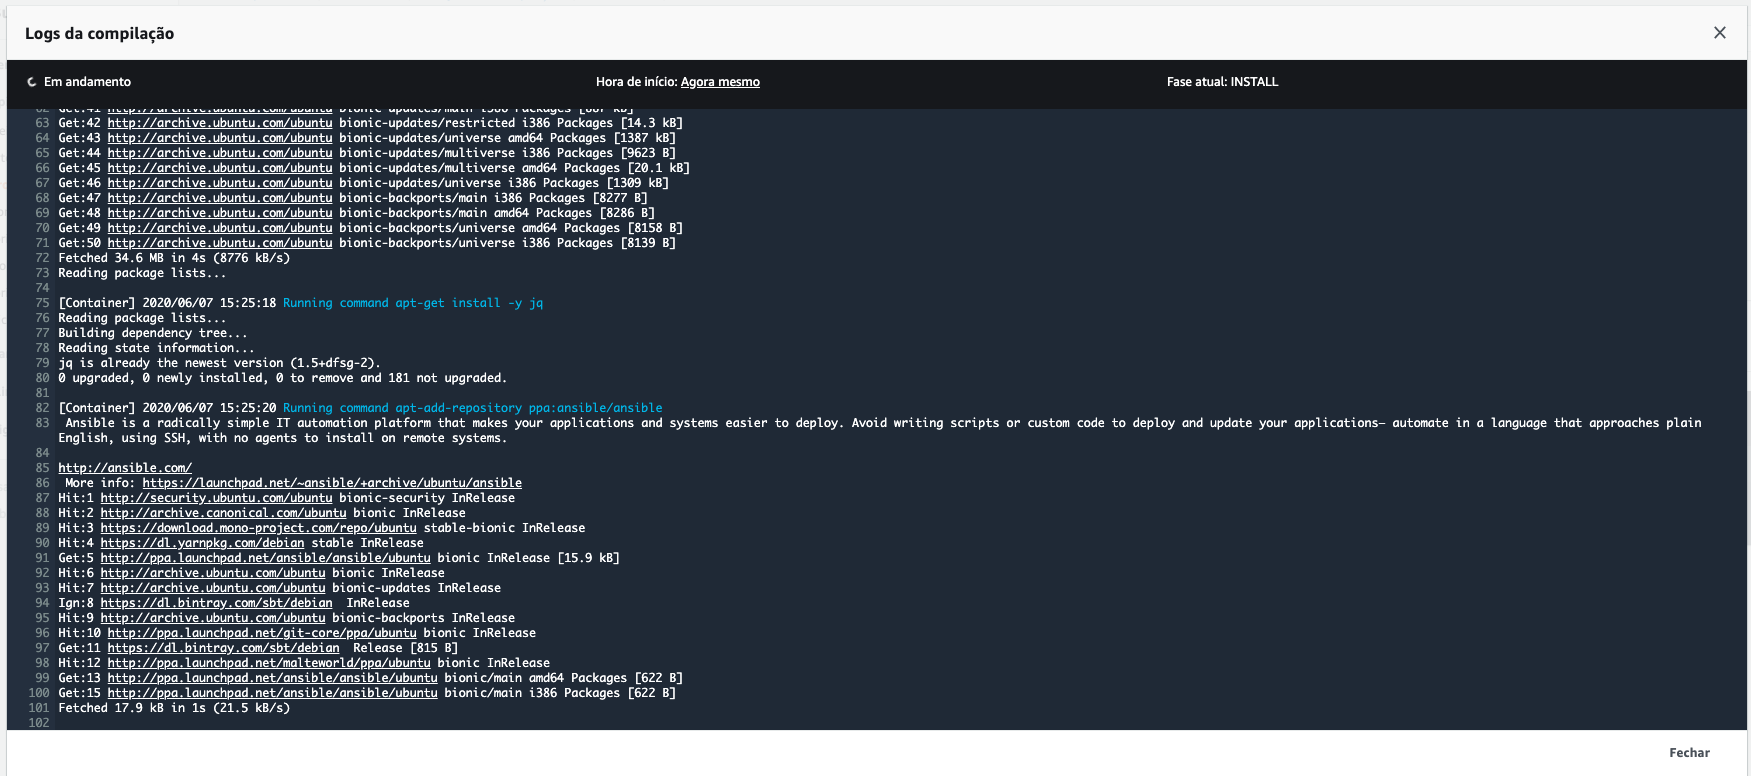 Logs da compilação
Em andamento
Hora de início: Agora mesmo
Fase atual: INSTALL
62 Get:41 http://archive.ubuntu.com/ubuntu bionic-updates/main i386 Packages [887 kB]
63 Get:42 http://archive.ubuntu.com/ubuntu bionic-updates/restricted i386 Packages [14.3 kB]
64 Get:43 http://archive.ubuntu.com/ubuntu bionic-updates/universe amd64 Packages [1387 kB]
65 Get:44 http://archive.ubuntu.com/ubuntu bionic-updates/multiverse i386 Packages [9623 B]
66 Get:45 http://archive.ubuntu.com/ubuntu bionic-updates/multiverse amd64 Packages [20.1 kB]
67 Get:46 http://archive.ubuntu.com/ubuntu bionic-updates/universe i386 Packages [1309 kB]
68 Get:47 http://archive.ubuntu.com/ubuntu bionic-backports/main i386 Packages [8277 B]
69 Get:48 http://archive.ubuntu.com/ubuntu bionic-backports/main amd64 Packages [8286 B]
70 Get:49 http://archive.ubuntu.com/ubuntu bionic-backports/universe amd64 Packages [8158 B]
71 Get:50 http://archive.ubuntu.com/ubuntu bionic-backports/universe i386 Packages [8139 B]
72 Fetched 34.6 MB in 4s (8776 kB/s)
73 Reading package lists...
74
75 [Container] 2020/06/07 15:25:18 Running command apt-get install -y jq
76 Reading package lists...
77 Building dependency tree...
78 Reading state information...
79 jq is already the newest version (1.5+dfsg-2).
80 0 upgraded, 0 newly installed, 0 to remove and 181 not upgraded.
81
82 [Container] 2020/06/07 15:25:20 Running command apt-add-repository ppa:ansible/ansible
83 Ansible is a radically simple IT automation platform that makes your applications and systems easier to deploy. Avoid writing scripts or custom code to deploy and update your applications— automate in a language that approaches plain
English, using SSH, with no agents to install on remote systems.
84
85 http://ansible.com/
86 More info: https://launchpad.net/~ansible/+archive/ubuntu/ansible
87 Hit:1 http://security.ubuntu.com/ubuntu bionic-security InRelease
88 Hit:2 http://archive.canonical.com/ubuntu bionic InRelease
89 Hit:3 https://download.mono-project.com/repo/ubuntu stable-bionic InRelease
90 Hit:4 https://dl.yarnpkg.com/debian stable InRelease
91 Get:5 http://ppa.launchpad.net/ansible/ansible/ubuntu bionic InRelease [15.9 kB]
92 Hit:6 http://archive.ubuntu.com/ubuntu bionic InRelease
93 Hit:7 http://archive.ubuntu.com/ubuntu bionic-updates InRelease
94 Ign:8 https://dl.bintray.com/sbt/debian InRelease
95 Hit:9 http://archive.ubuntu.com/ubuntu bionic-backports InRelease
96 Hit:10 http://ppa.launchpad.net/git-core/ppa/ubuntu bionic InRelease
97 Get:11 https://dl.bintray.com/sbt/debian Release [815 B]
98 Hit:12 http://ppa.launchpad.net/malteworld/ppa/ubuntu bionic InRelease
99 Get:13 http://ppa.launchpad.net/ansible/ansible/ubuntu bionic/main amd64 Packages [622 B]
100 Get:15 http://ppa.launchpad.net/ansible/ansible/ubuntu bionic/main i386 Packages [622 B]
101 Fetched 17.9 kB in 1s (21.5 kB/s)
102
Fechar